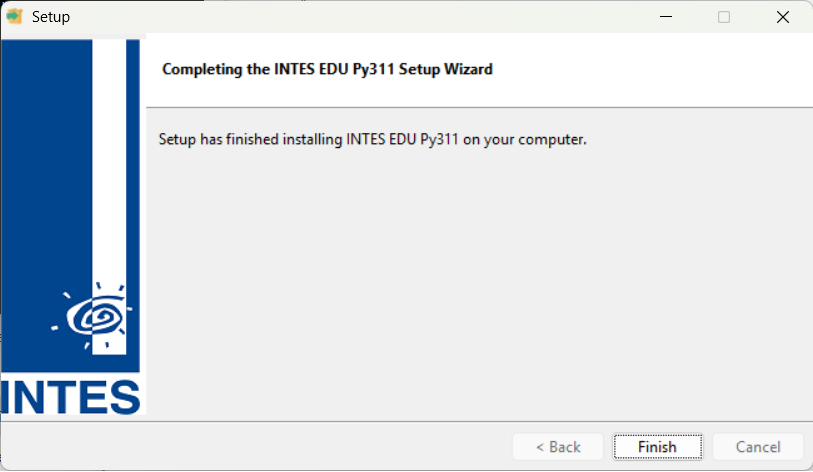 Setup
Completing the INTES EDU Py311 Setup Wizard
Setup has finished installing INTES EDU Py311 on your computer.
INTES
< Back
Finish
Cancel